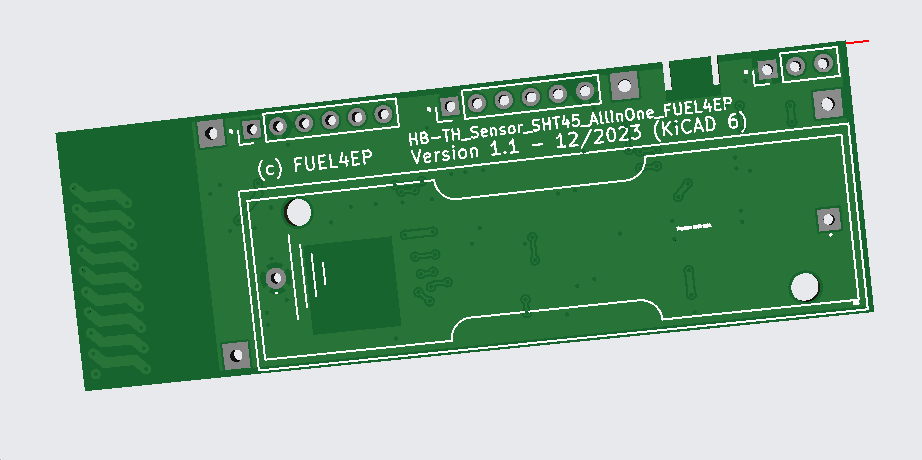 HB-TH_Sensor_SHT45_AllInOne_FUEL4EP
Version 1.1 - 12/2023 (KiCAD 6)
(c) FUEL4EP